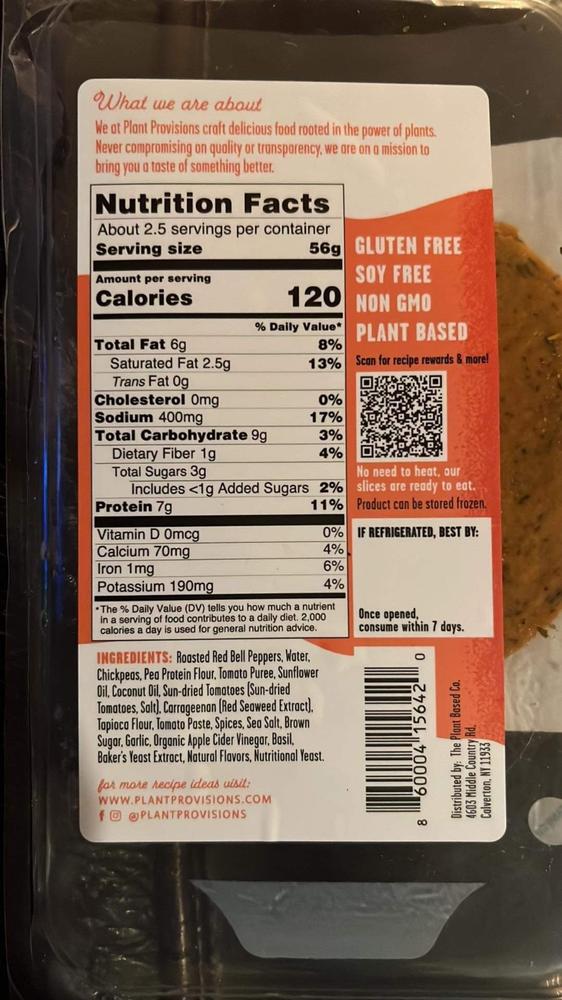 What we are about
We at Plant Provisions craft delicious food rooted in the power of plants.
Never compromising on quality or transparency, we are on a mission to
bring you a taste of something better.
Nutrition Facts
About 2.5 servings per container
Serving size 56g
Amount per serving
Calories 120
% Daily Value*
Total Fat 6g 8%
Saturated Fat 2.5g 13%
Trans Fat 0g
Cholesterol 0mg 0%
Sodium 400mg 17%
Total Carbohydrate 9g 3%
Dietary Fiber 1g 4%
Total Sugars 3g
Includes <1g Added Sugars 2%
Protein 7g 11%
Vitamin D 0mcg 0%
Calcium 70mg 4%
Iron 1mg 6%
Potassium 190mg 4%
*The % Daily Value (DV) tells you how much a nutrient
in a serving of food contributes to a daily diet. 2,000
calories a day is used for general nutrition advice.
GLUTEN FREE
SOY FREE
NON GMO
PLANT BASED
Scan for recipe rewards & more!
No need to heat, our
slices are ready to eat.
Product can be stored frozen.
IF REFRIGERATED, BEST BY:
Once opened,
consume within 7 days.
INGREDIENTS: Roasted Red Bell Peppers, Water,
Chickpeas, Pea Protein Flour, Tomato Puree, Sunflower
Oil, Coconut Oil, Sun-dried Tomatoes (Sun-dried
Tomatoes, Salt), Carrageenan (Red Seaweed Extract),
Tapioca Flour, Tomato Paste, Spices, Sea Salt, Brown
Sugar, Garlic, Organic Apple Cider Vinegar, Basil,
Baker's Yeast Extract, Natural Flavors, Nutritional Yeast.
for more recipe ideas visit:
WWW.PLANTPROVISIONS.COM
@PLANTPROVISIONS
8 60004 15642 0
Distributed by: The Plant Based Co.
4603 Middle Country Rd.
Calverton, NY 11933